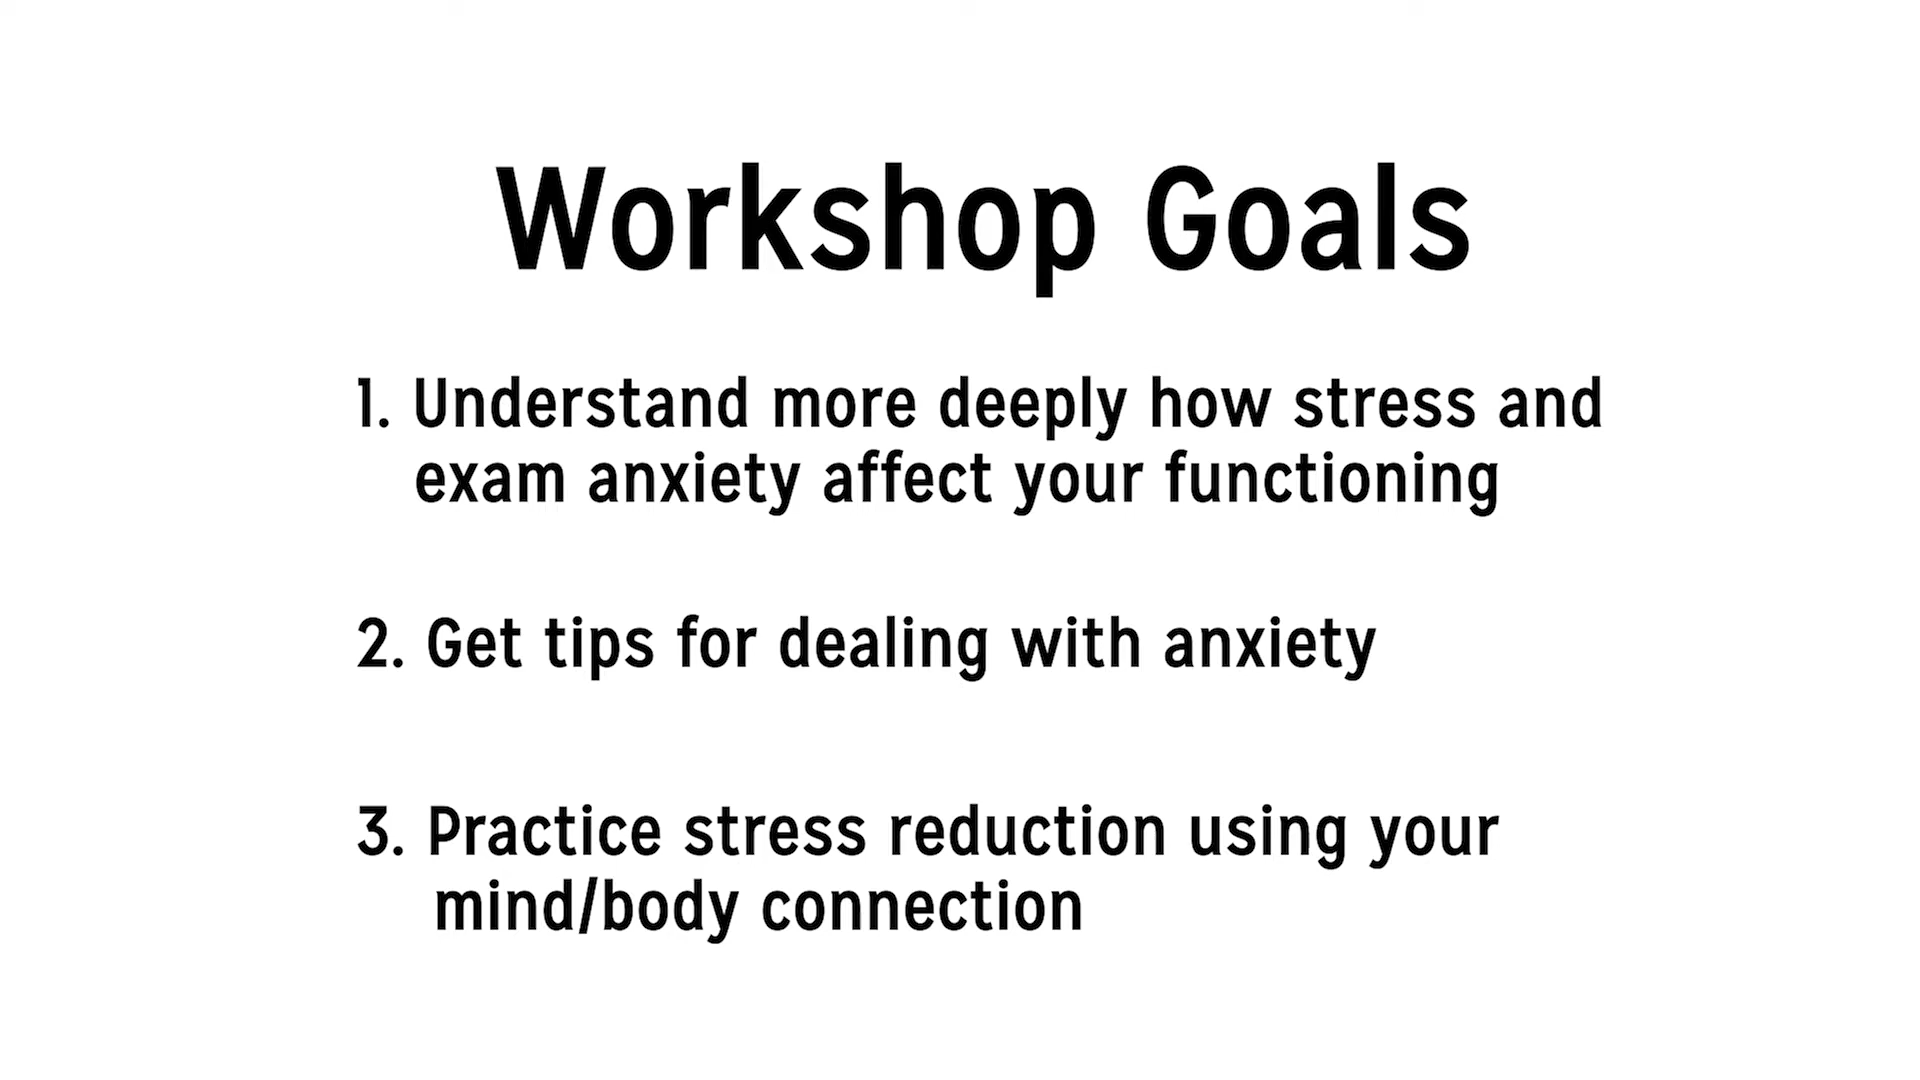 Workshop Goals
1. Understand more deeply how stress and
exam anxiety affect your functioning
2. Get tips for dealing with anxiety
3. Practice stress reduction using your
mind/body connection